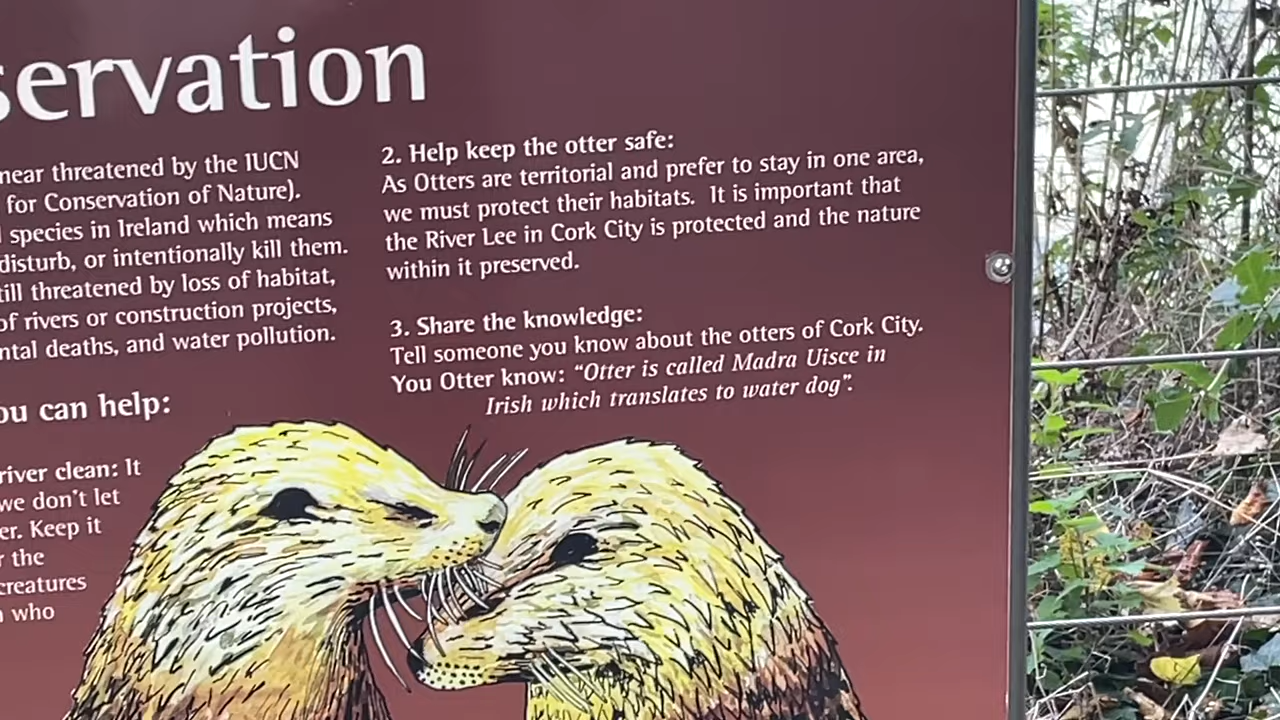 servation
near threatened by the IUCN
for Conservation of Nature).
species in Ireland which means
disturb, or intentionally kill them.
still threatened by loss of habitat,
of rivers or construction projects,
deaths, and water pollution.
you can help:
river clean: It
we don't let
Keep it
the
creatures
who
2. Help keep the otter safe:
As Otters are territorial and prefer to stay in one area,
we must protect their habitats. It is important that
the River Lee in Cork City is protected and the nature
within it preserved.
3. Share the knowledge:
Tell someone you know about the otters of Cork City.
You Otter know: “Otter is called Madra Uisce in
Irish which translates to water dog”.